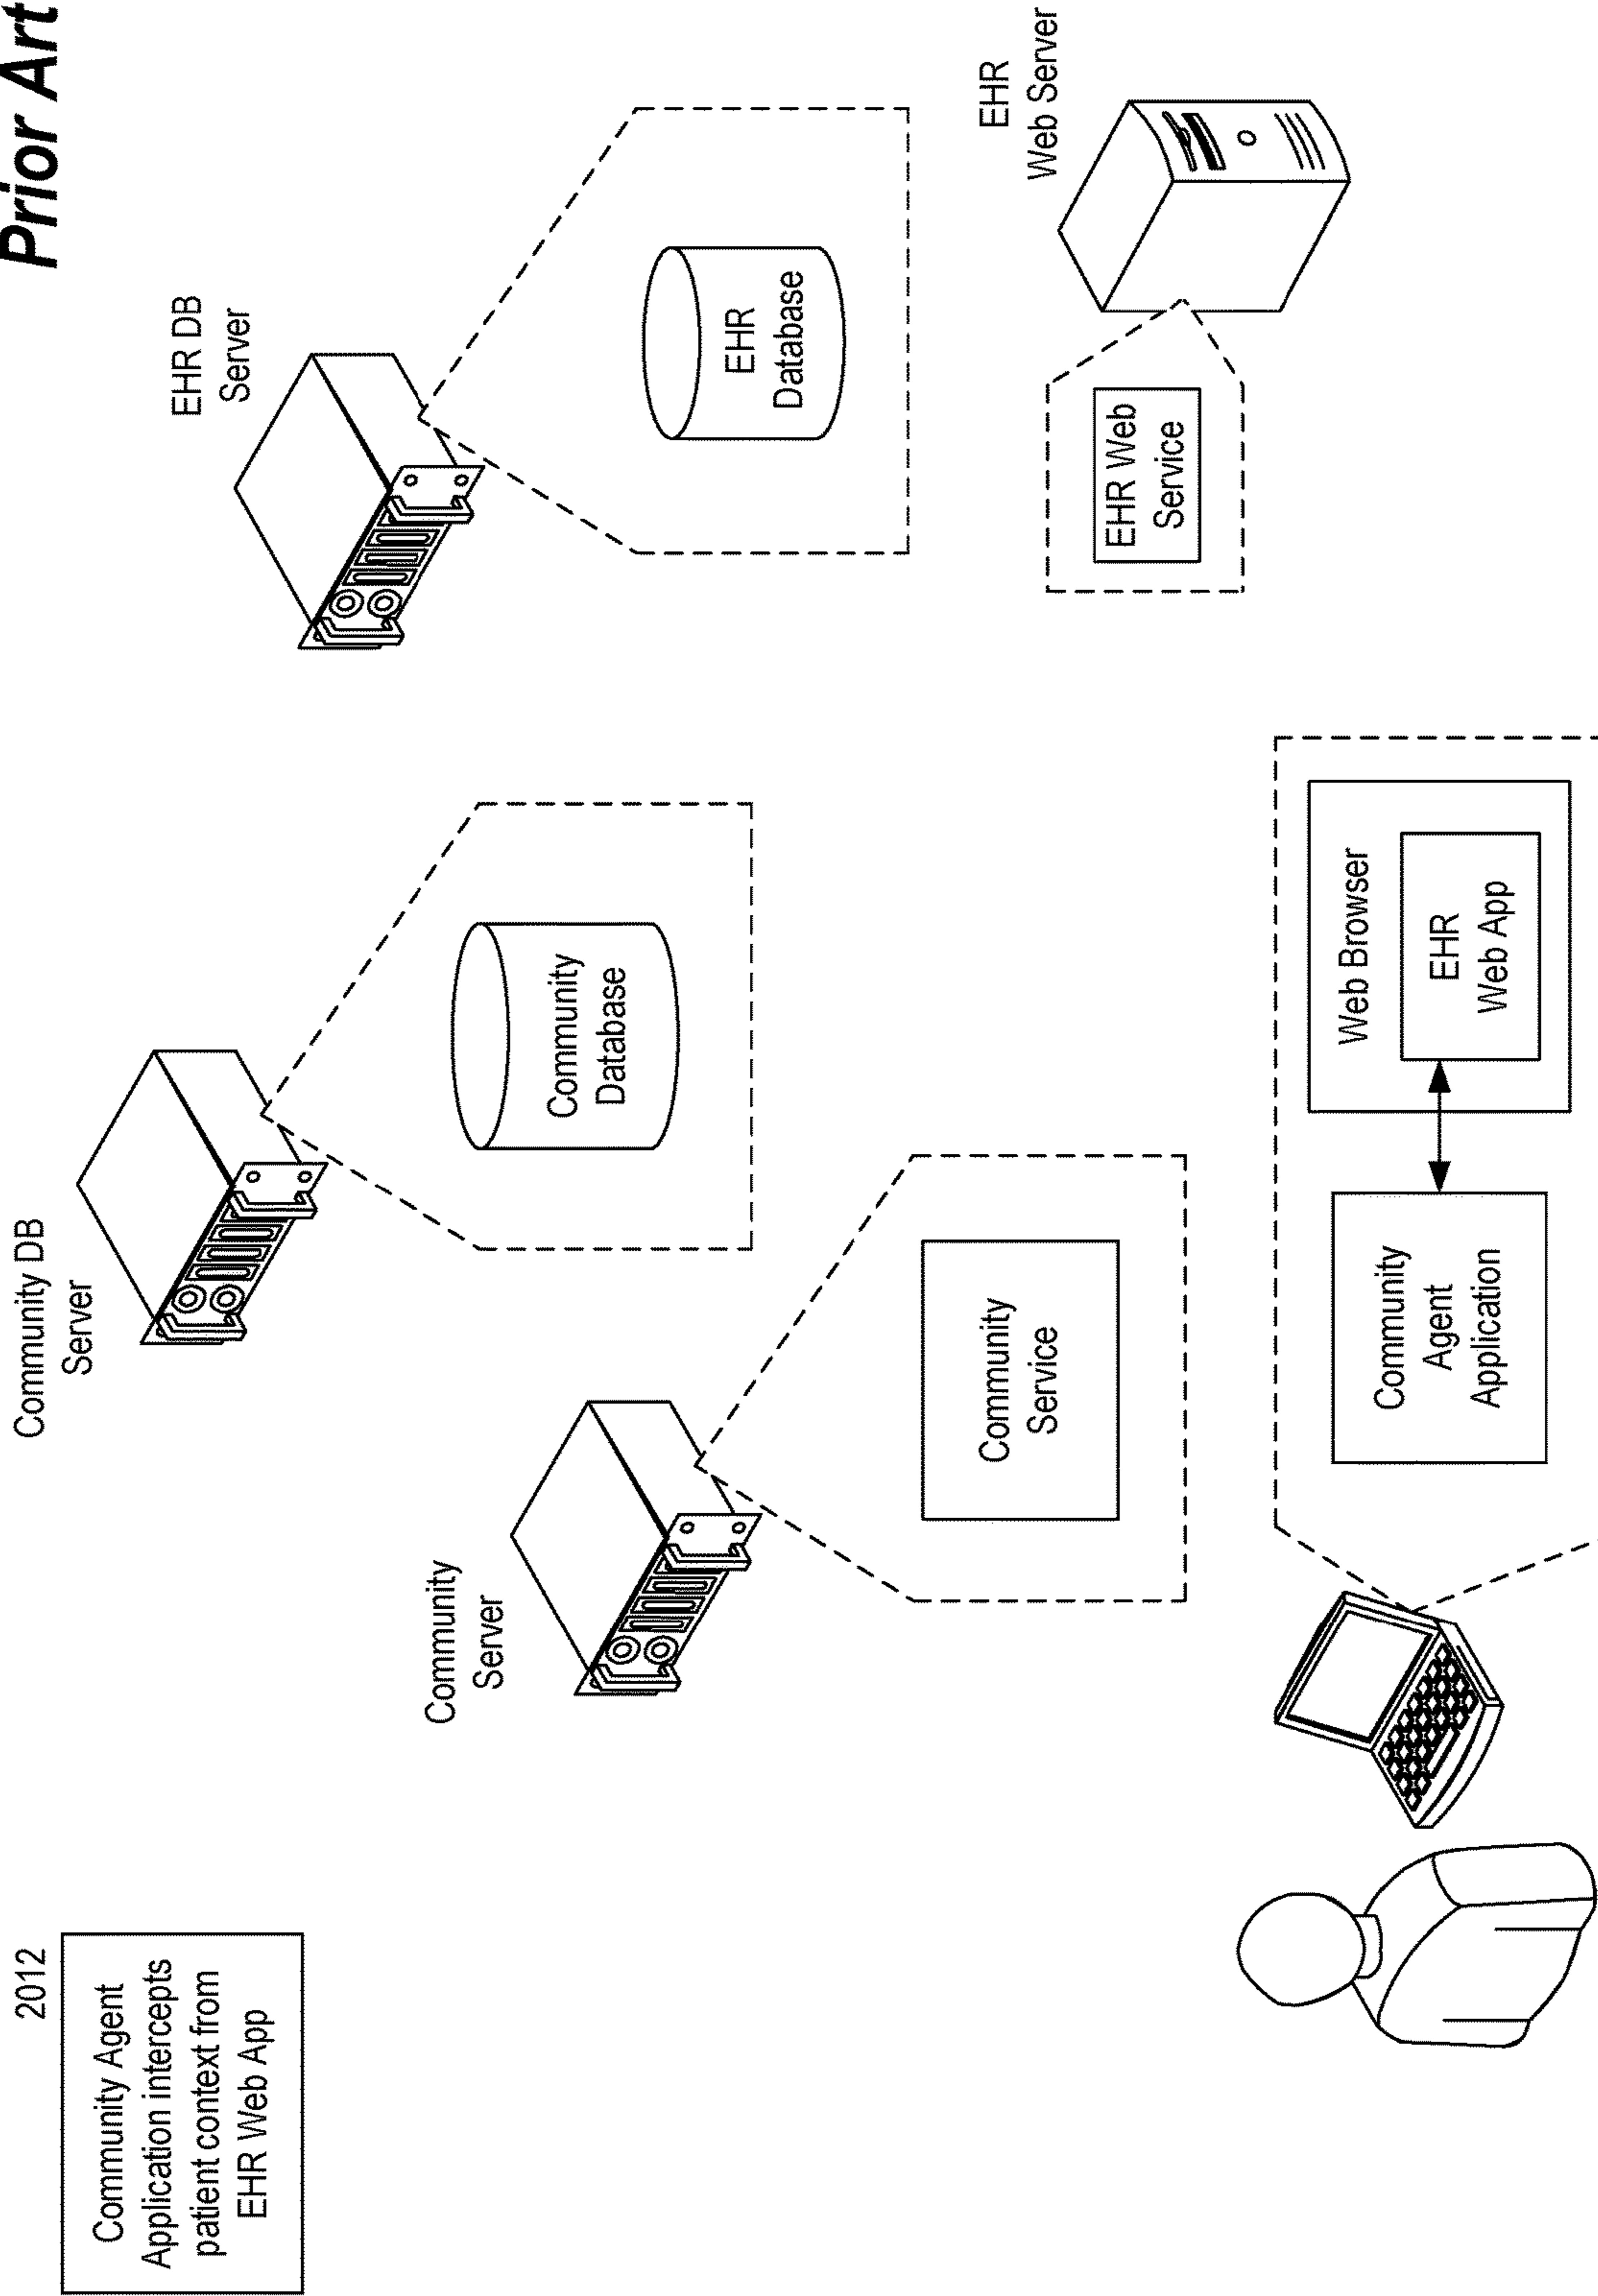 Prior Art
2012
Community Agent
Application intercepts
patient context from
EHR Web App
Community DB
Server
Community
Database
EHR DB
Server
EHR
Database
Community
Server
Community
Service
EHR
Web Server
EHR Web
Service
Community
Agent
Application
Web Browser
EHR
Web App